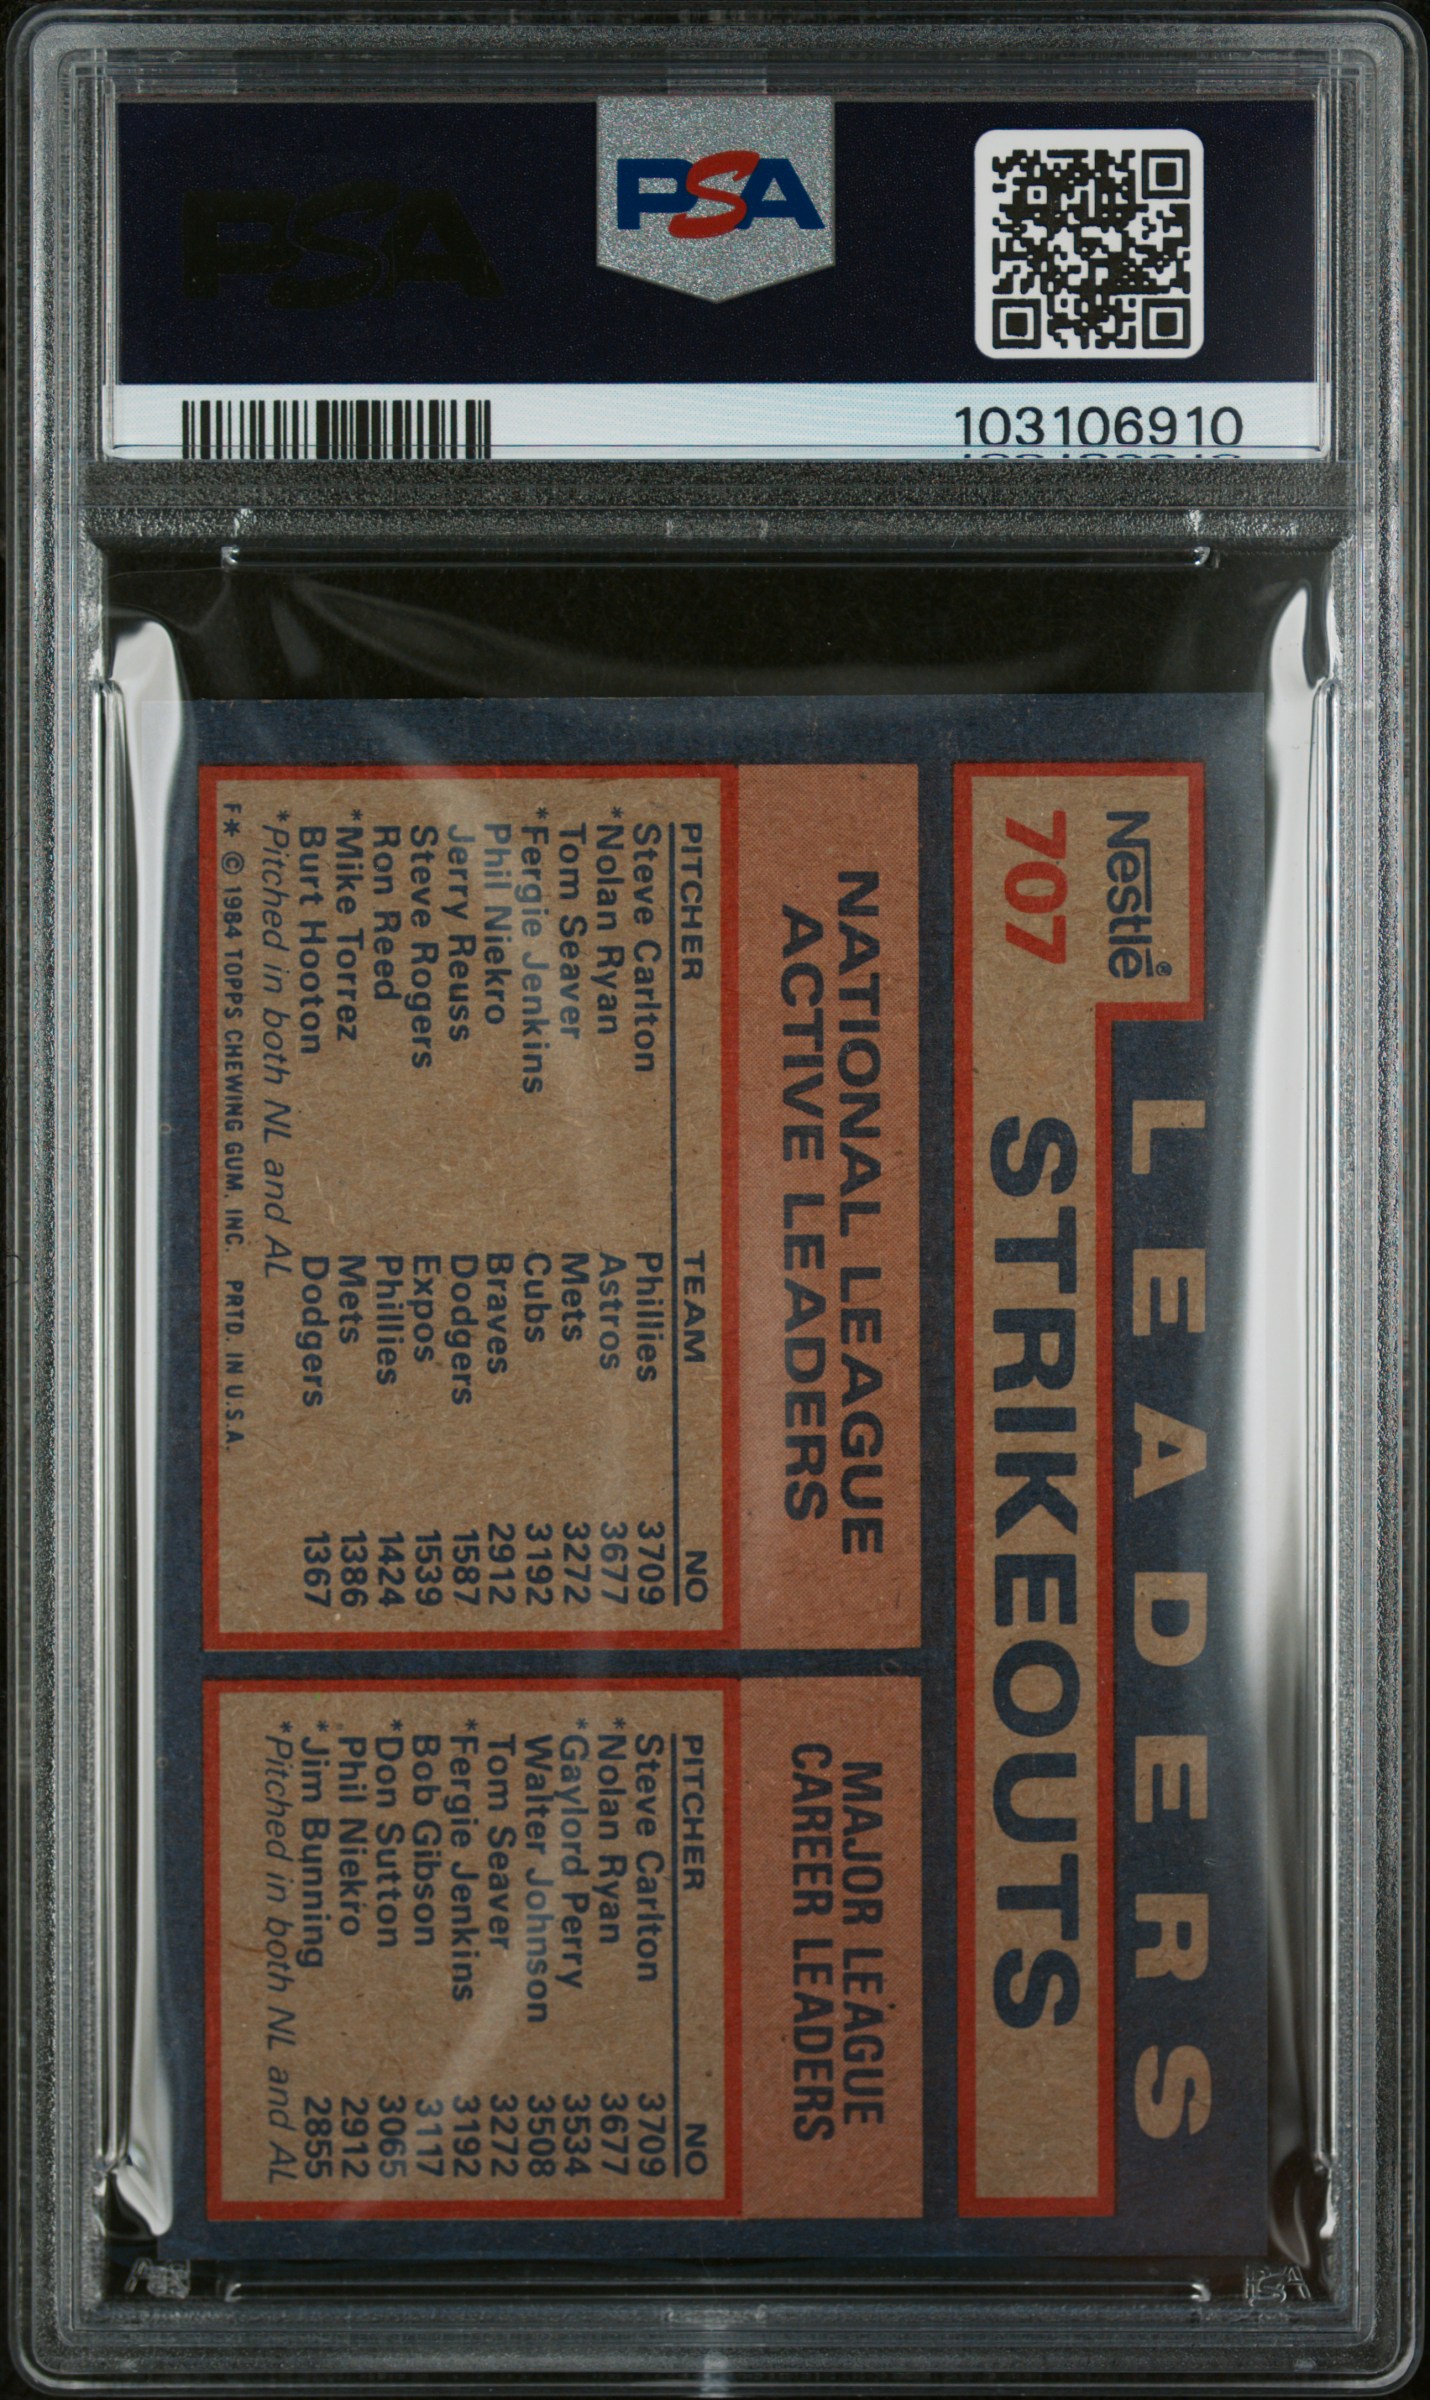 PSA
PSA
103106910
Nestlé®
707
LEADERS
STRIKEOUTS
NATIONAL LEAGUE
ACTIVE LEADERS
PITCHER TEAM NO
Steve Carlton Phillies 3709
*Nolan Ryan Astros 3677
Tom Seaver Mets 3272
*Fergie Jenkins Cubs 3192
Phil Niekro Braves 2912
Jerry Reuss Dodgers 1587
Steve Rogers Expos 1539
Ron Reed Phillies 1424
*Mike Torrez Mets 1386
Burt Hooton Dodgers 1367
*Pitched in both NL and AL
F* © 1984 TOPPS CHEWING GUM, INC. PRTD. IN U.S.A.
MAJOR LEAGUE
CAREER LEADERS
PITCHER NO
Steve Carlton 3709
*Nolan Ryan 3677
*Gaylord Perry 3534
Walter Johnson 3508
Tom Seaver 3272
*Fergie Jenkins 3192
Bob Gibson 3117
*Don Sutton 3065
Phil Niekro 2912
*Jim Bunning 2855
*Pitched in both NL and AL
PSA
PSA